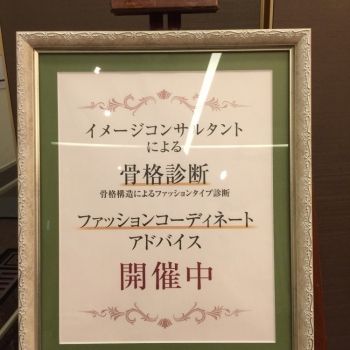 イメージコンサルタント
による
骨格診断
骨格構造によるファッションタイプ診断
ファッションコーディネート
アドバイス
開催中